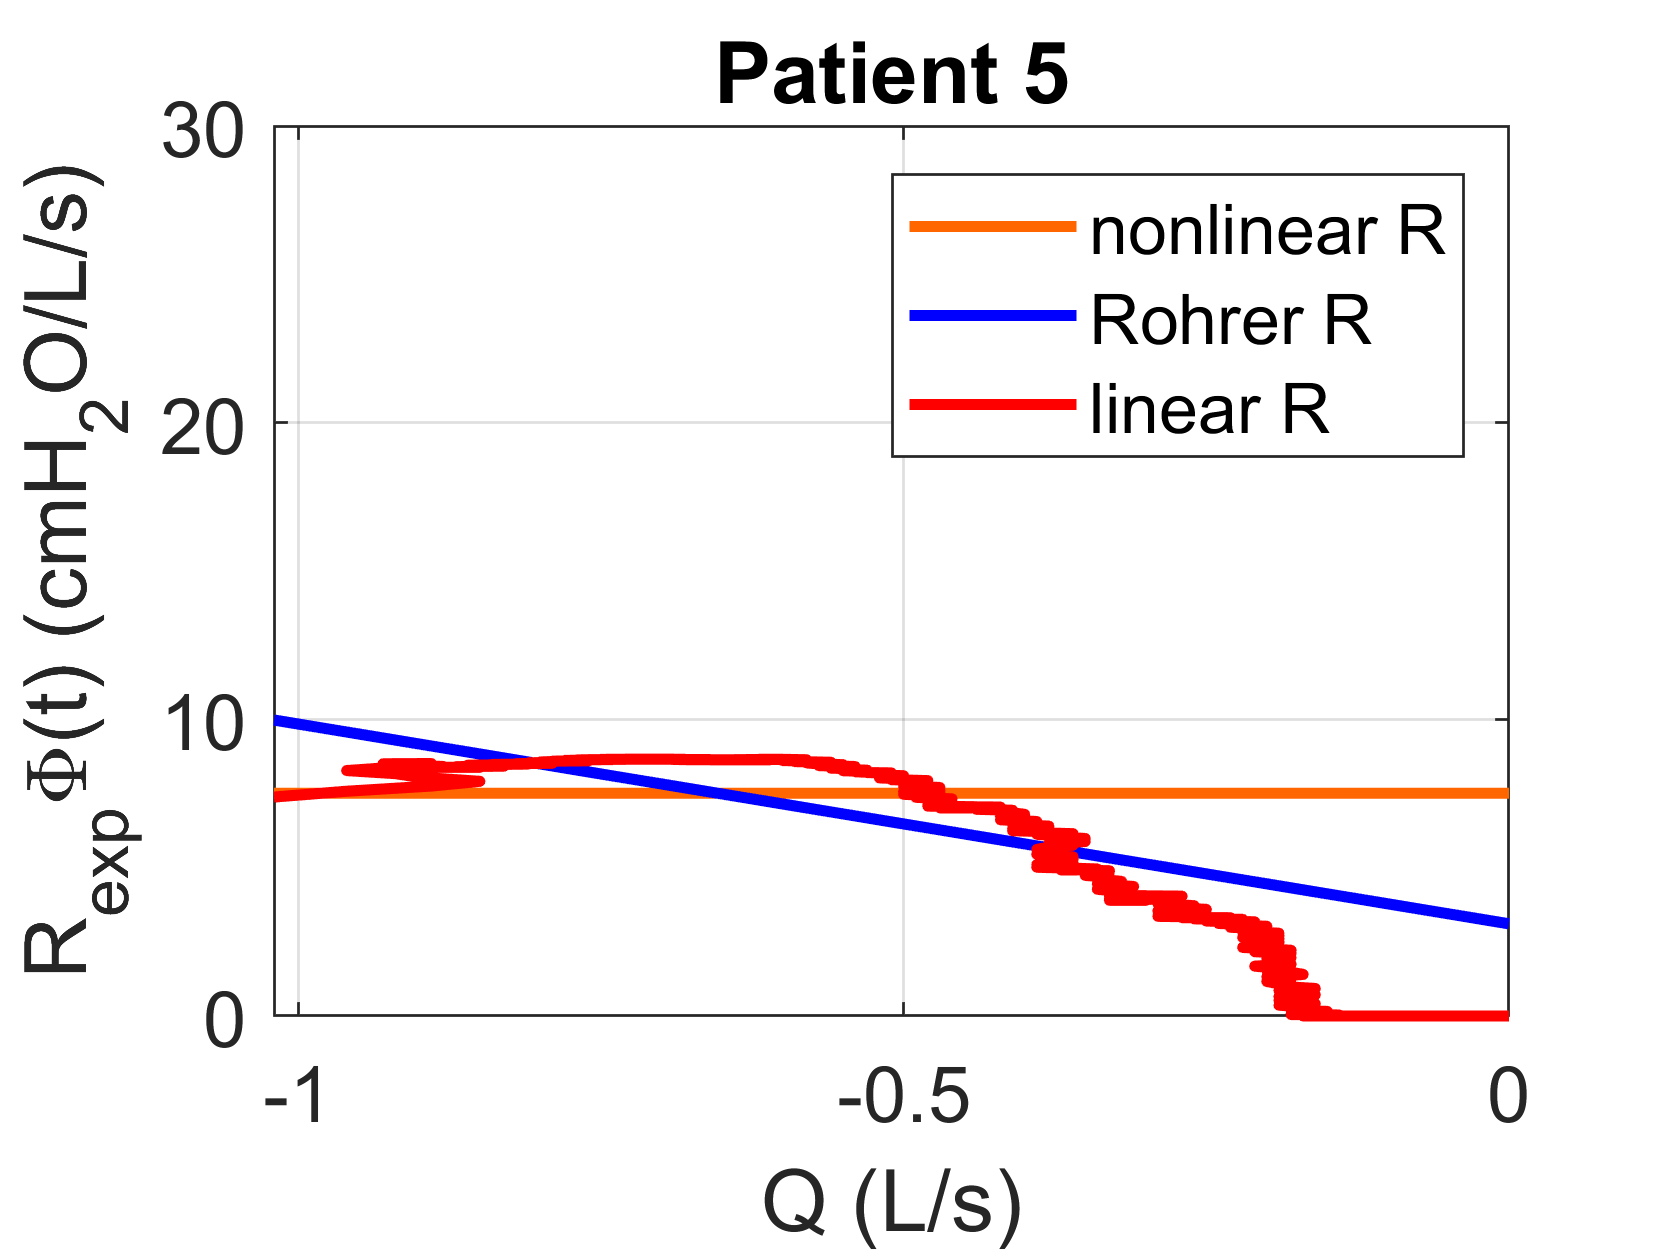 Patient 5
R_expΦ(t) (cmH_2O/L/s)
30
20
10
0
nonlinear R
Rohrer R
linear R
-1
-0.5
0
Q (L/s)